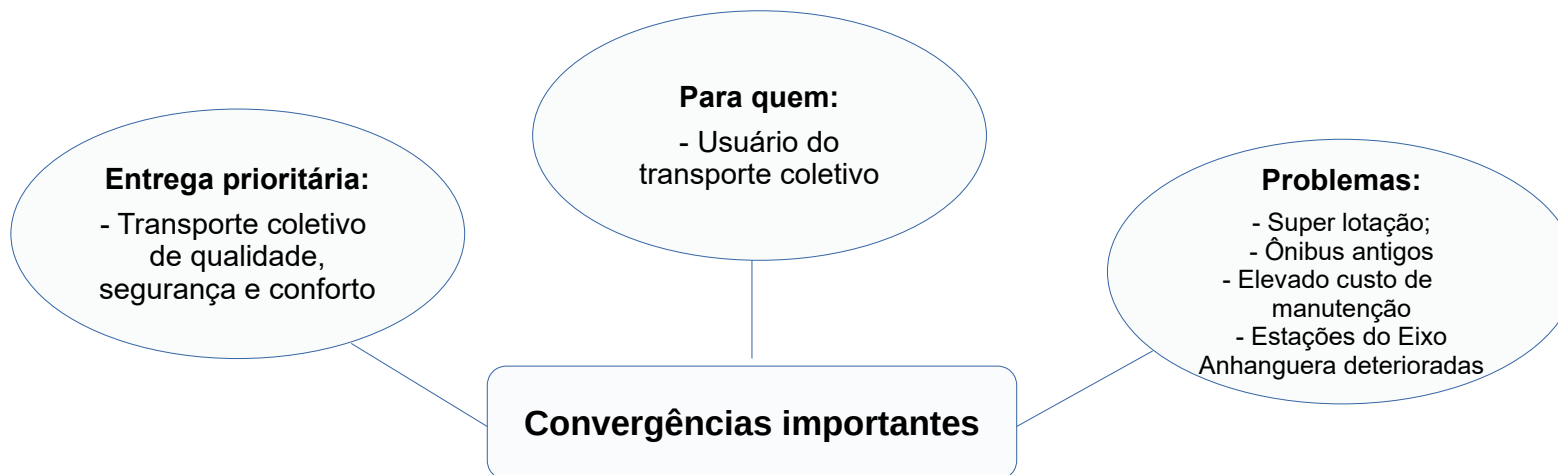 Para quem:
- Usuário do
transporte coletivo
Entrega prioritária:
- Transporte coletivo
de qualidade,
segurança e conforto
Problemas:
- Super lotação;
- Ônibus antigos
- Elevado custo de
manutenção
- Estações do Eixo
Anhanguera deterioradas
Convergências importantes